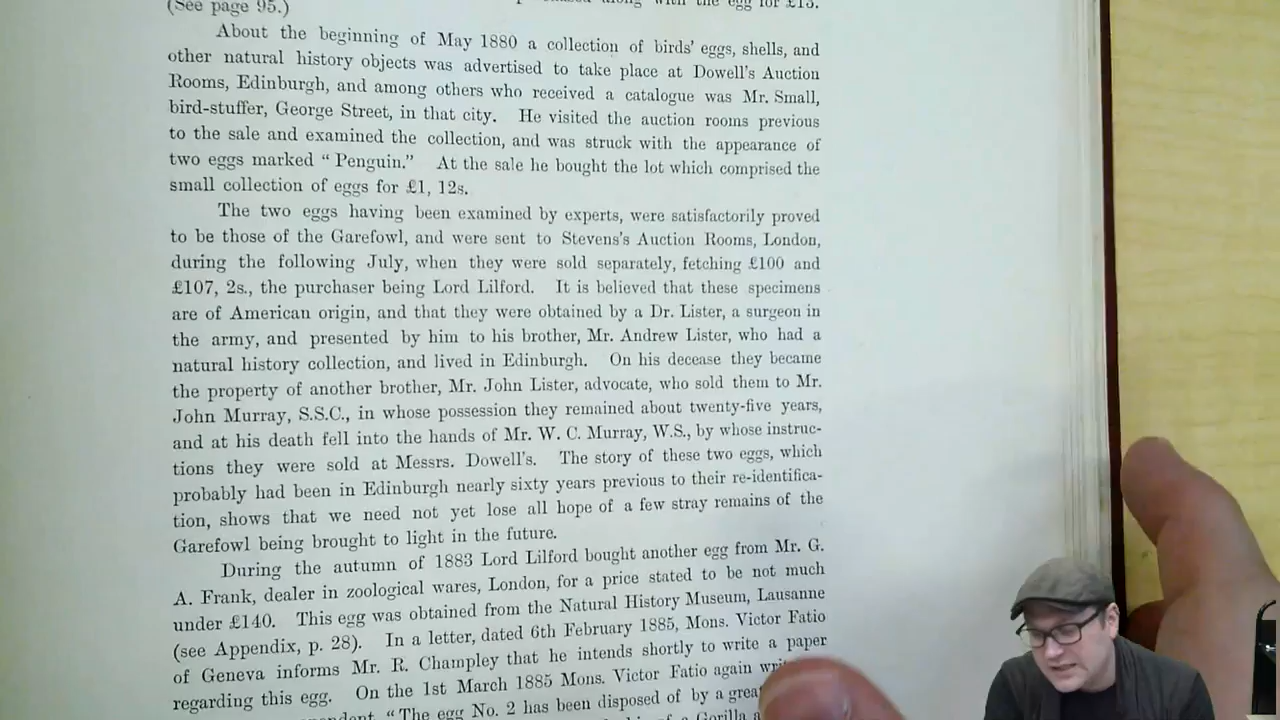 (See page 95.)
along with the egg for £15.
About the beginning of May 1880 a collection of birds' eggs, shells, and
other natural history objects was advertised to take place at Dowell's Auction
Rooms, Edinburgh, and among others who received a catalogue was Mr. Small,
bird-stuffer, George Street, in that city. He visited the auction rooms previous
to the sale and examined the collection, and was struck with the appearance of
two eggs marked “ Penguin.” At the sale he bought the lot which comprised the
small collection of eggs for £1, 12s.
The two eggs having been examined by experts, were satisfactorily proved
to be those of the Garefowl, and were sent to Stevens's Auction Rooms, London,
during the following July, when they were sold separately, fetching £100 and
£107, 2s., the purchaser being Lord Lilford. It is believed that these specimens
are of American origin, and that they were obtained by a Dr. Lister, a surgeon in
the army, and presented by him to his brother, Mr. Andrew Lister, who had a
natural history collection, and lived in Edinburgh. On his decease they became
the property of another brother, Mr. John Lister, advocate, who sold them to Mr.
John Murray, S.S.C., in whose possession they remained about twenty-five years,
and at his death fell into the hands of Mr. W. C. Murray, W.S., by whose instruc-
tions they were sold at Messrs. Dowell's. The story of these two eggs, which
probably had been in Edinburgh nearly sixty years previous to their re-identifica-
tion, shows that we need not yet lose all hope of a few stray remains of the
Garefowl being brought to light in the future.
During the autumn of 1883 Lord Lilford bought another egg from Mr. G.
A. Frank, dealer in zoological wares, London, for a price stated to be not much
under £140. This egg was obtained from the Natural History Museum, Lausanne
(see Appendix, p. 28). In a letter, dated 6th February 1885, Mons. Victor Fatio
of Geneva informs Mr. R. Champley that he intends shortly to write a paper
regarding this egg. On the 1st March 1885 Mons. Victor Fatio again
“The egg No. 2 has been disposed of by a
of a Gorilla